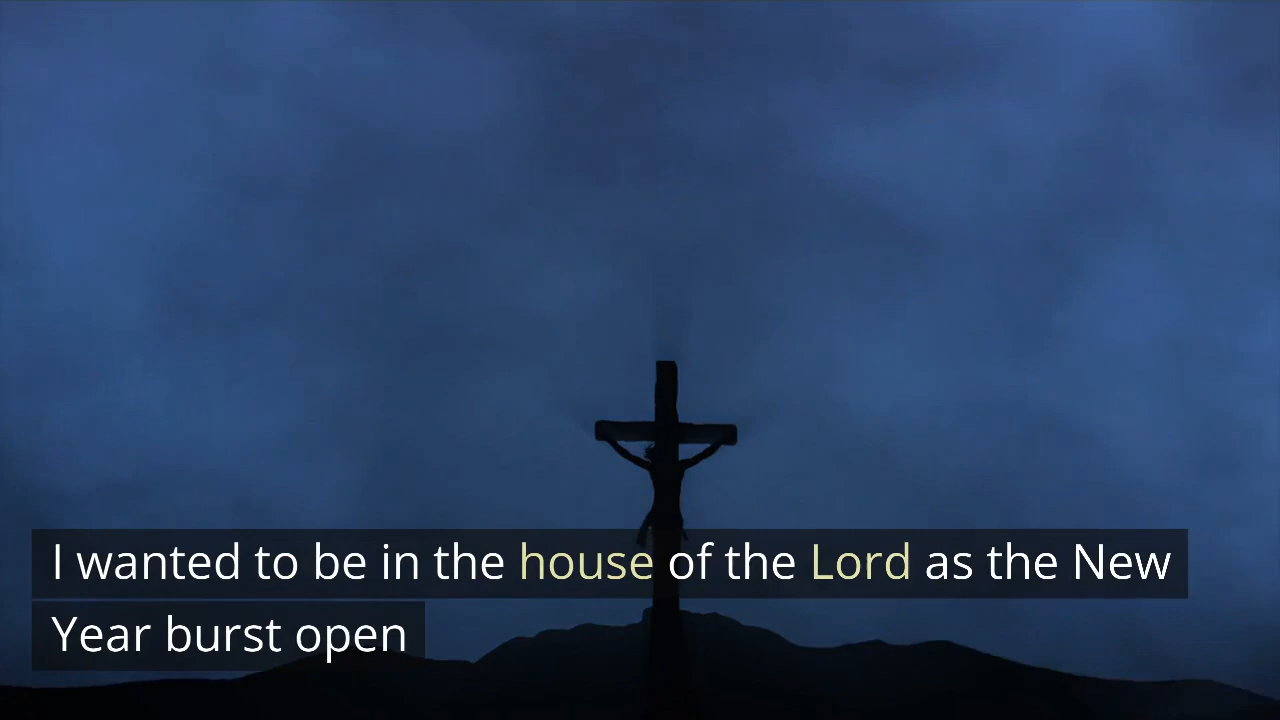 I wanted to be in the house of the Lord as the New
Year burst open